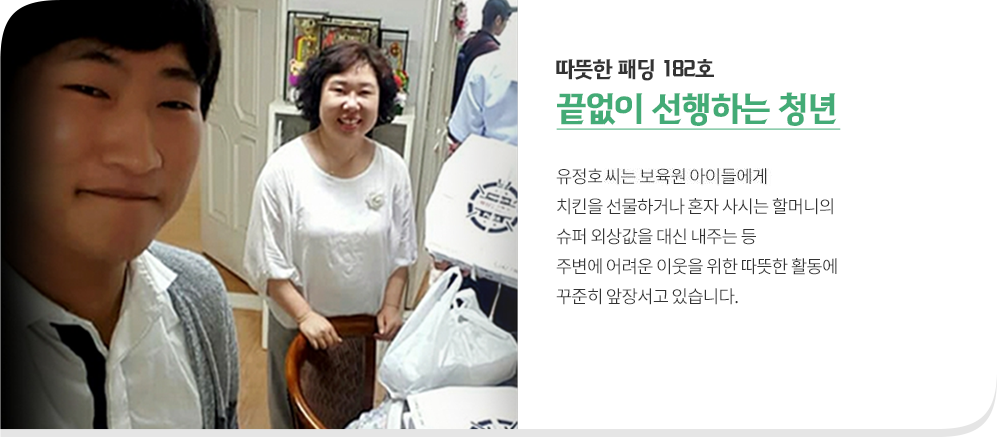 따뜻한 패딩 182호
끝없이 선행하는 청년
유정호 씨는 보육원 아이들에게
치킨을 선물하거나 혼자 사시는 할머니의
슈퍼 외상값을 대신 내주는 등
주변에 어려운 이웃을 위한 따뜻한 활동에
꾸준히 앞장서고 있습니다.